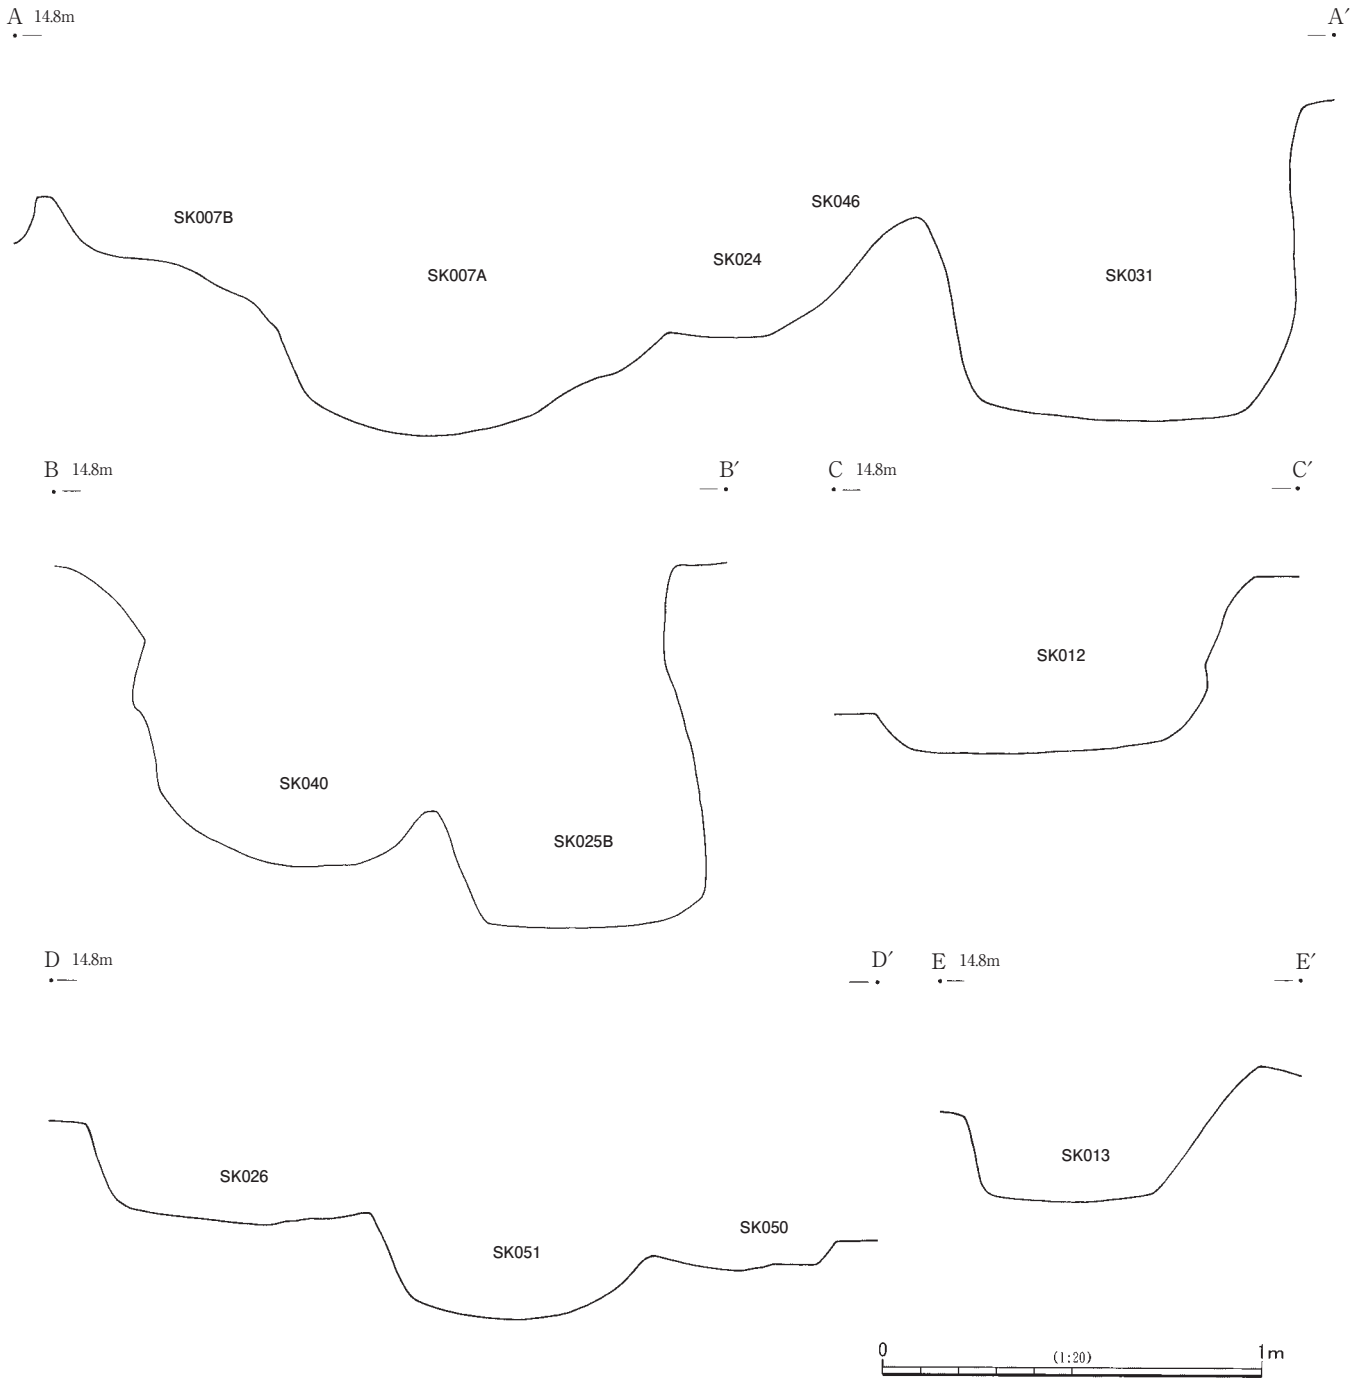 A 14.8m A′
SK007B
SK007A
SK024
SK046
SK031
B 14.8m B′
C 14.8m C′
SK040
SK025B
SK012
D 14.8m D′
E 14.8m E′
SK026
SK051
SK050
SK013
0 (1:20) 1m